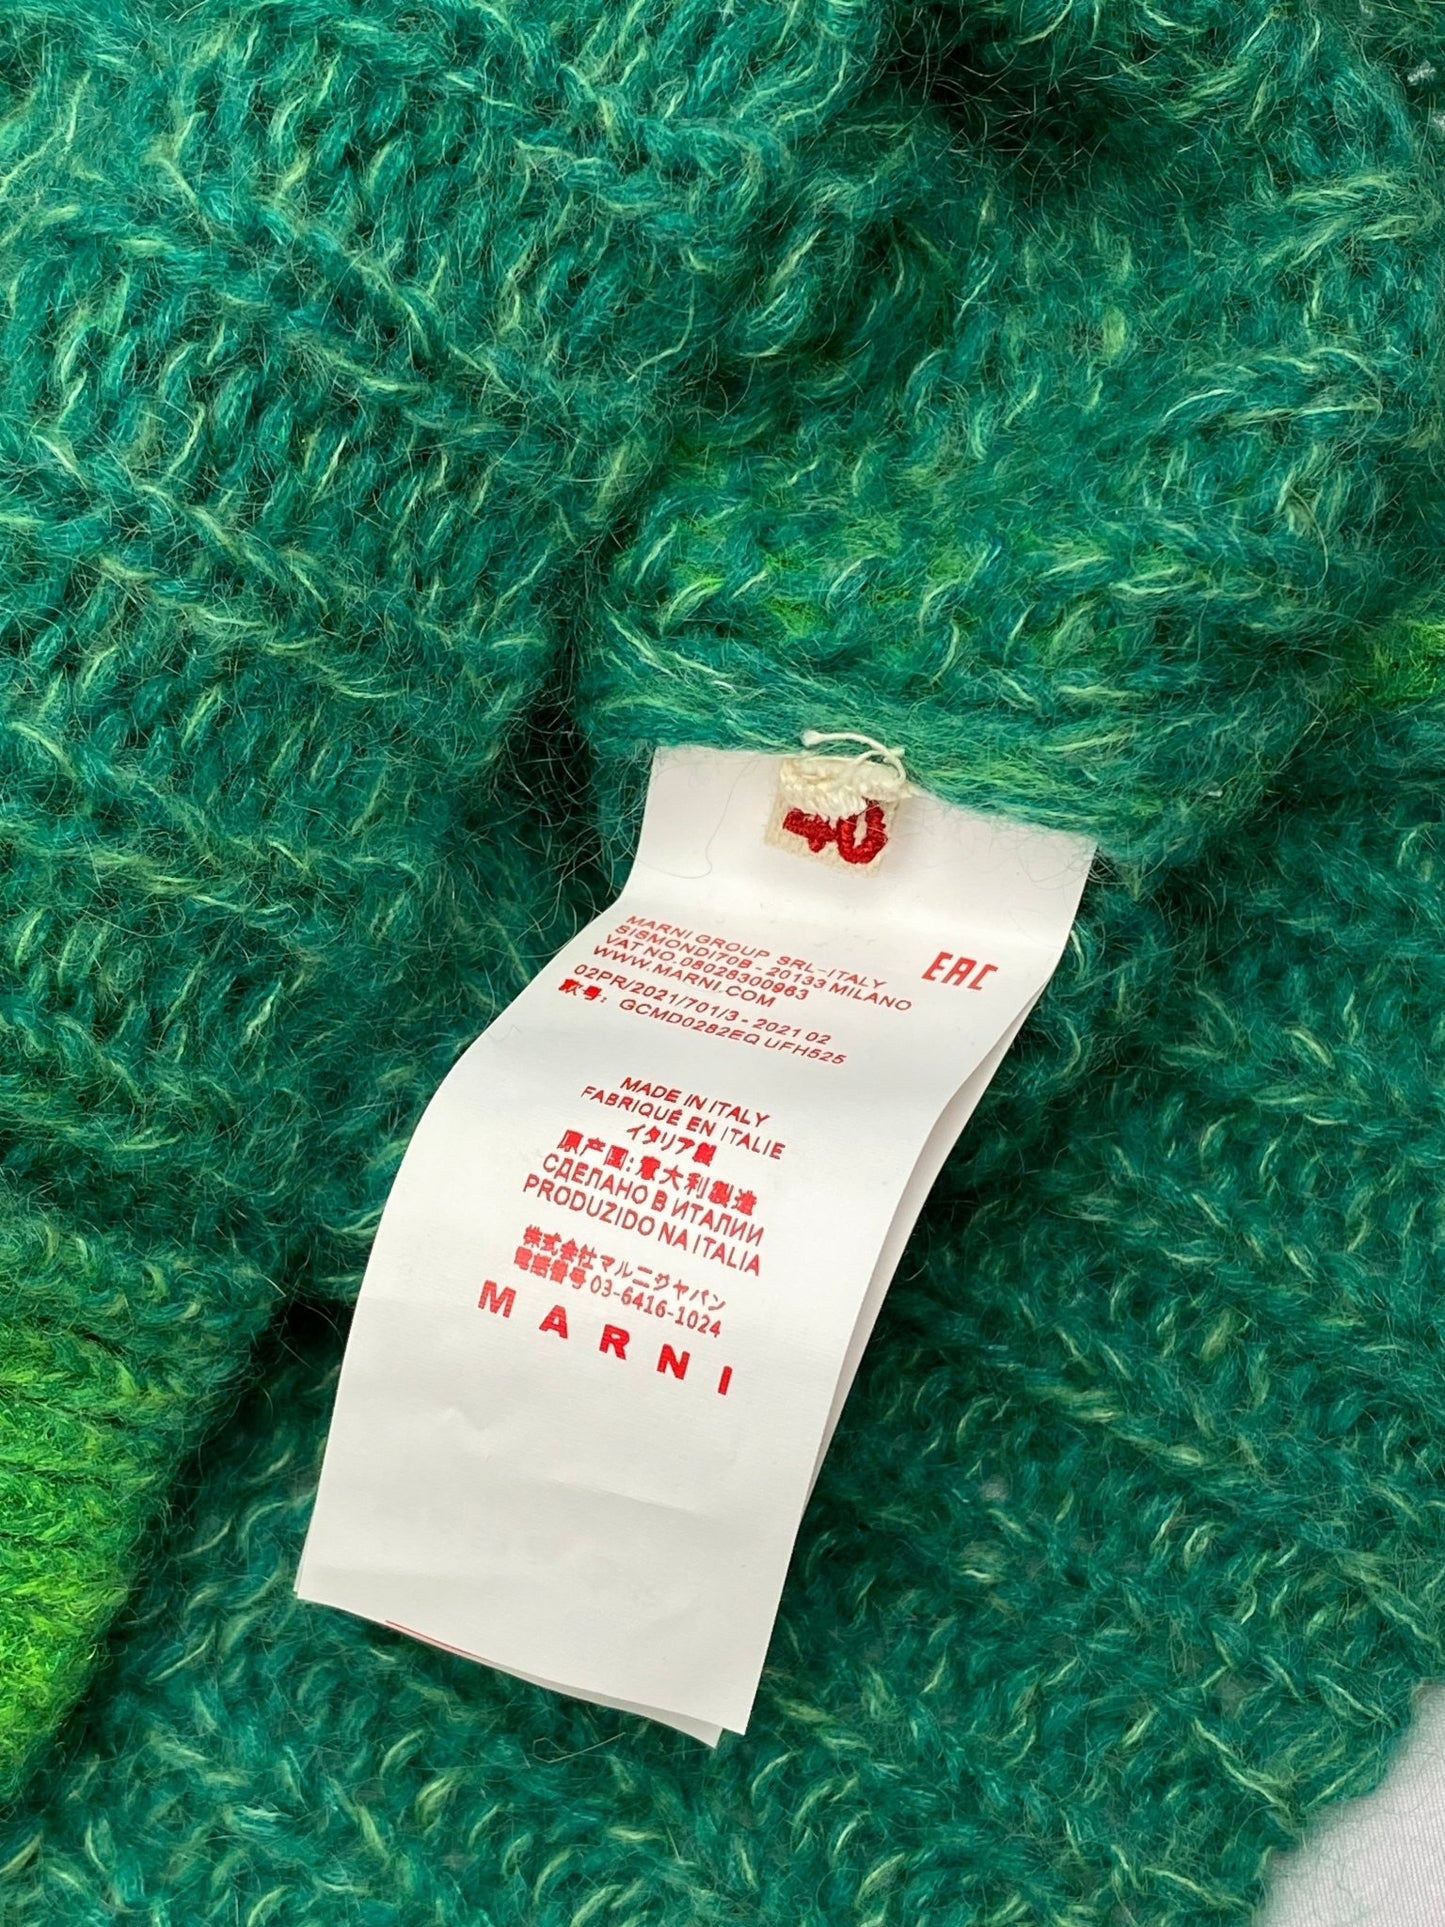 40
MARNI GROUP SRL-ITALY
SISMONDI70B - 20133 MILANO
VAT NO.08028300963
WWW.MARNI.COM
EAC
02PR/2021/701/3 - 2021 02
款号: GCMD0282EQ UFH525
MADE IN ITALY
FABRIQUÉ EN ITALIE
イタリア製
原产国:意大利製造
СДЕЛАНО В ИТАЛИИ
PRODUZIDO NA ITALIA
株式会社マルニジャパン
電話番号 03-6416-1024
MARNI